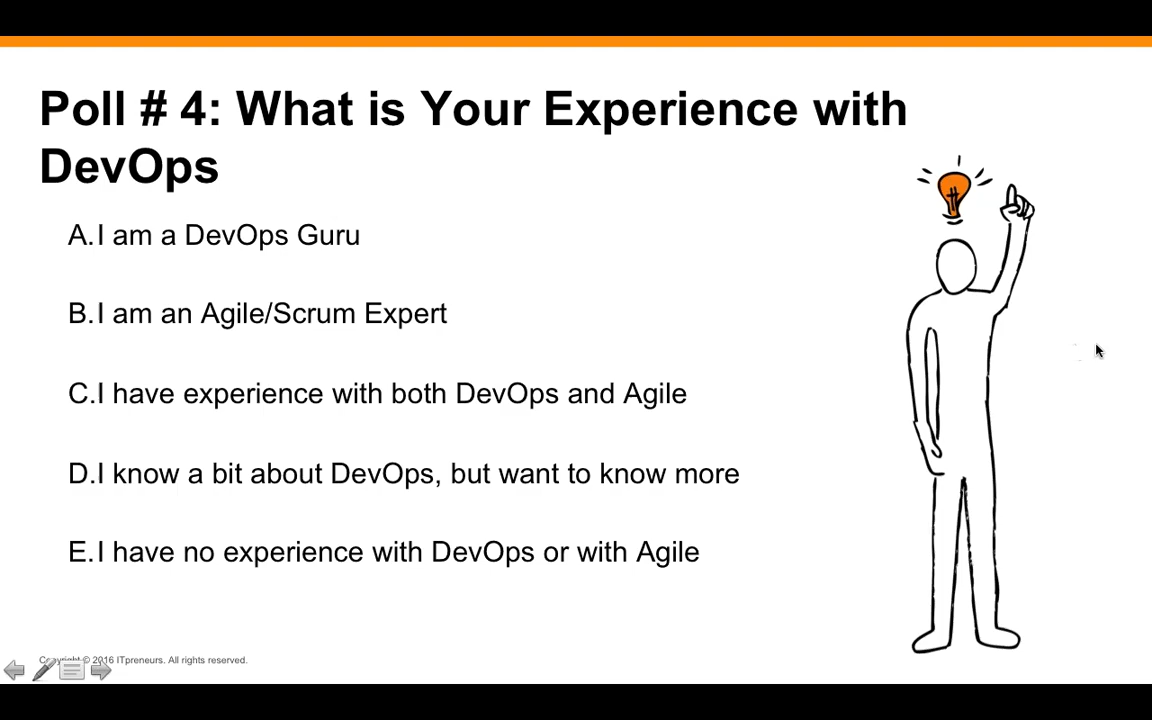 Poll # 4: What is Your Experience with
DevOps
A.I am a DevOps Guru
B.I am an Agile/Scrum Expert
C.I have experience with both DevOps and Agile
D.I know a bit about DevOps, but want to know more
E.I have no experience with DevOps or with Agile
Copyright © 2016 ITpreneurs. All rights reserved.